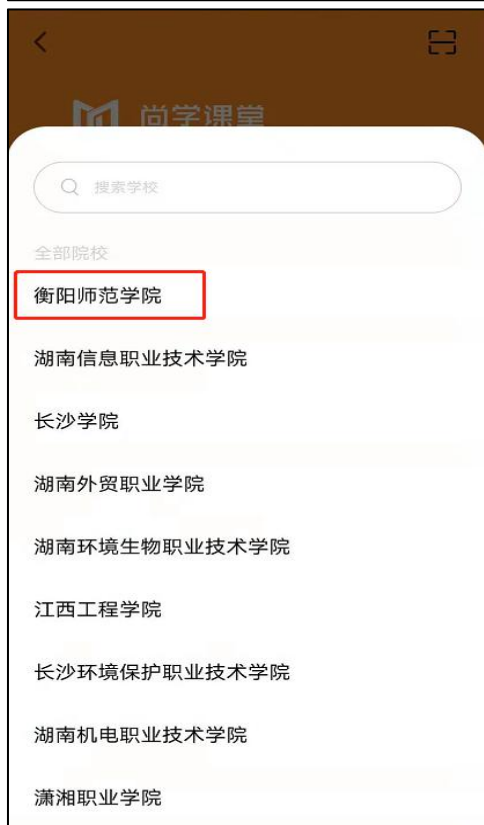 尚学课堂
搜索学校
全部院校
衡阳师范学院
湖南信息职业技术学院
长沙学院
湖南外贸职业学院
湖南环境生物职业技术学院
江西工程学院
长沙环境保护职业技术学院
湖南机电职业技术学院
潇湘职业学院